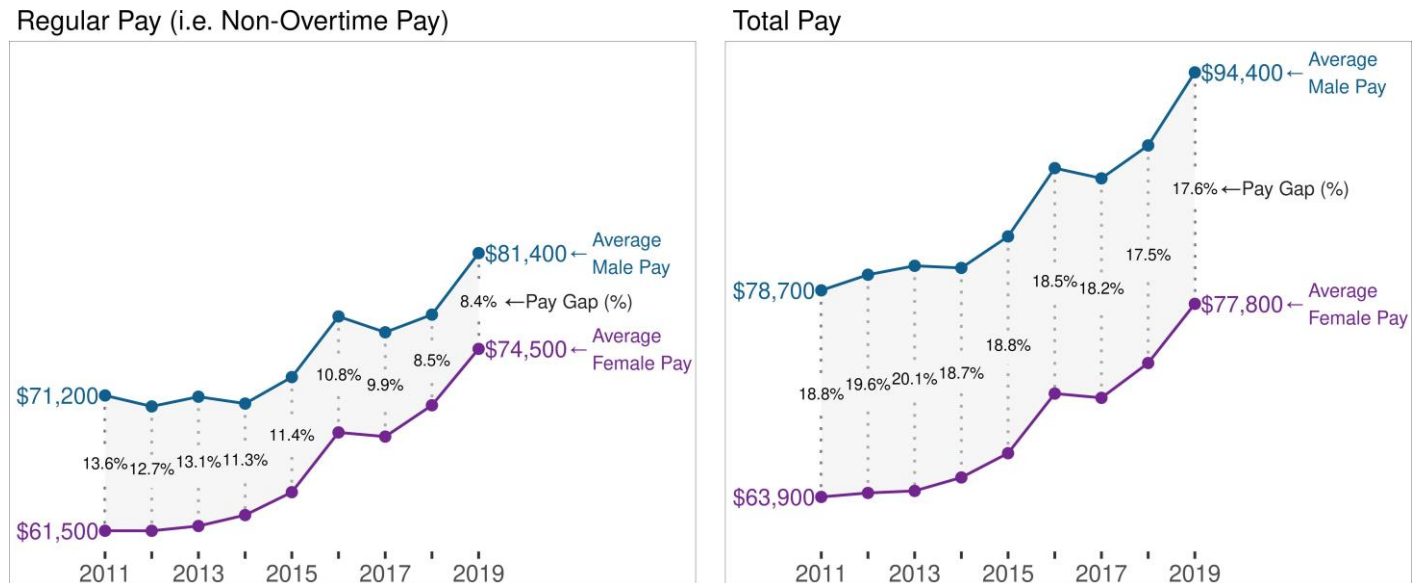 Regular Pay (i.e. Non-Overtime Pay)
$81,400 ← Average
Male Pay
8.4% ←Pay Gap (%)
$74,500 ← Average
Female Pay
$71,200
10.8%
9.9%
8.5%
11.4%
13.6% 12.7% 13.1% 11.3%
$61,500
2011 2013 2015 2017 2019
Total Pay
$94,400 ← Average
Male Pay
17.6% ←Pay Gap (%)
$78,700
18.5% 18.2%
17.5%
$77,800 ← Average
Female Pay
18.8%
18.8% 19.6% 20.1% 18.7%
$63,900
2011 2013 2015 2017 2019